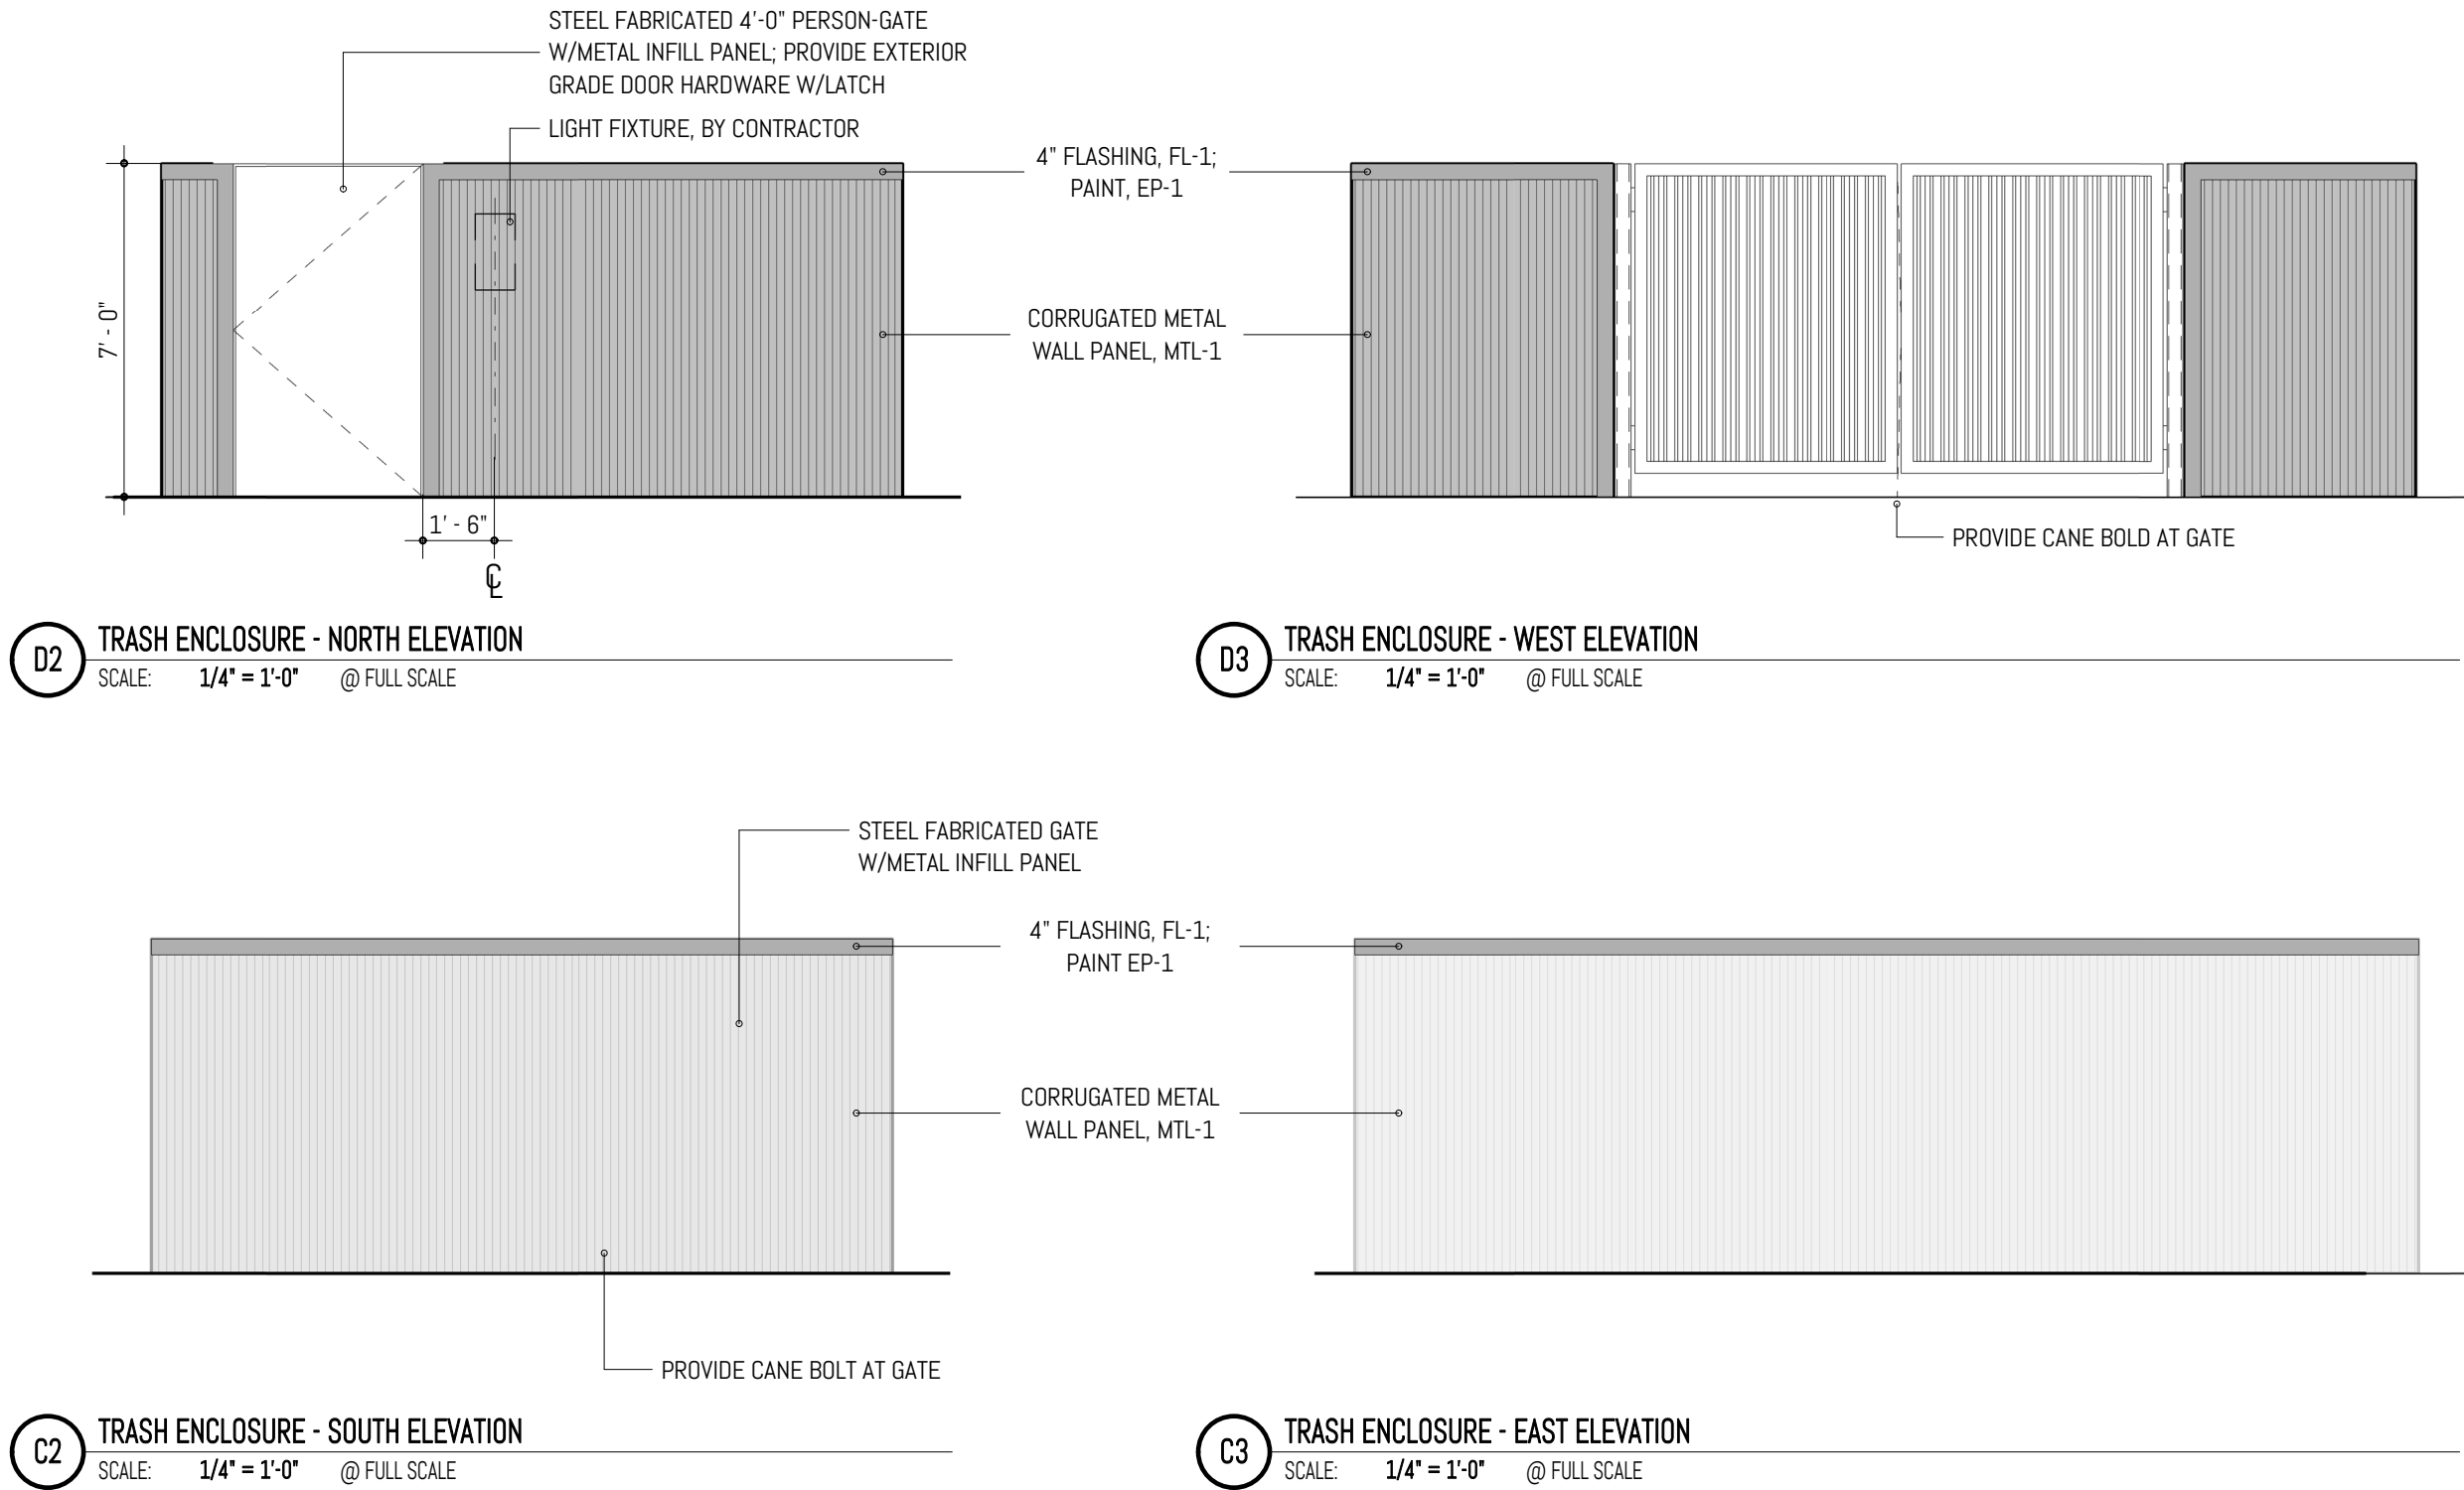 STEEL FABRICATED 4'-0" PERSON-GATE
W/METAL INFILL PANEL; PROVIDE EXTERIOR
GRADE DOOR HARDWARE W/LATCH
LIGHT FIXTURE, BY CONTRACTOR
4" FLASHING, FL-1;
PAINT, EP-1
CORRUGATED METAL
WALL PANEL, MTL-1
7' - 0"
1' - 6"
CL
PROVIDE CANE BOLD AT GATE
D2
TRASH ENCLOSURE - NORTH ELEVATION
SCALE: 1/4" = 1'-0" @ FULL SCALE
D3
TRASH ENCLOSURE - WEST ELEVATION
SCALE: 1/4" = 1'-0" @ FULL SCALE
STEEL FABRICATED GATE
W/METAL INFILL PANEL
4" FLASHING, FL-1;
PAINT EP-1
CORRUGATED METAL
WALL PANEL, MTL-1
PROVIDE CANE BOLT AT GATE
C2
TRASH ENCLOSURE - SOUTH ELEVATION
SCALE: 1/4" = 1'-0" @ FULL SCALE
C3
TRASH ENCLOSURE - EAST ELEVATION
SCALE: 1/4" = 1'-0" @ FULL SCALE